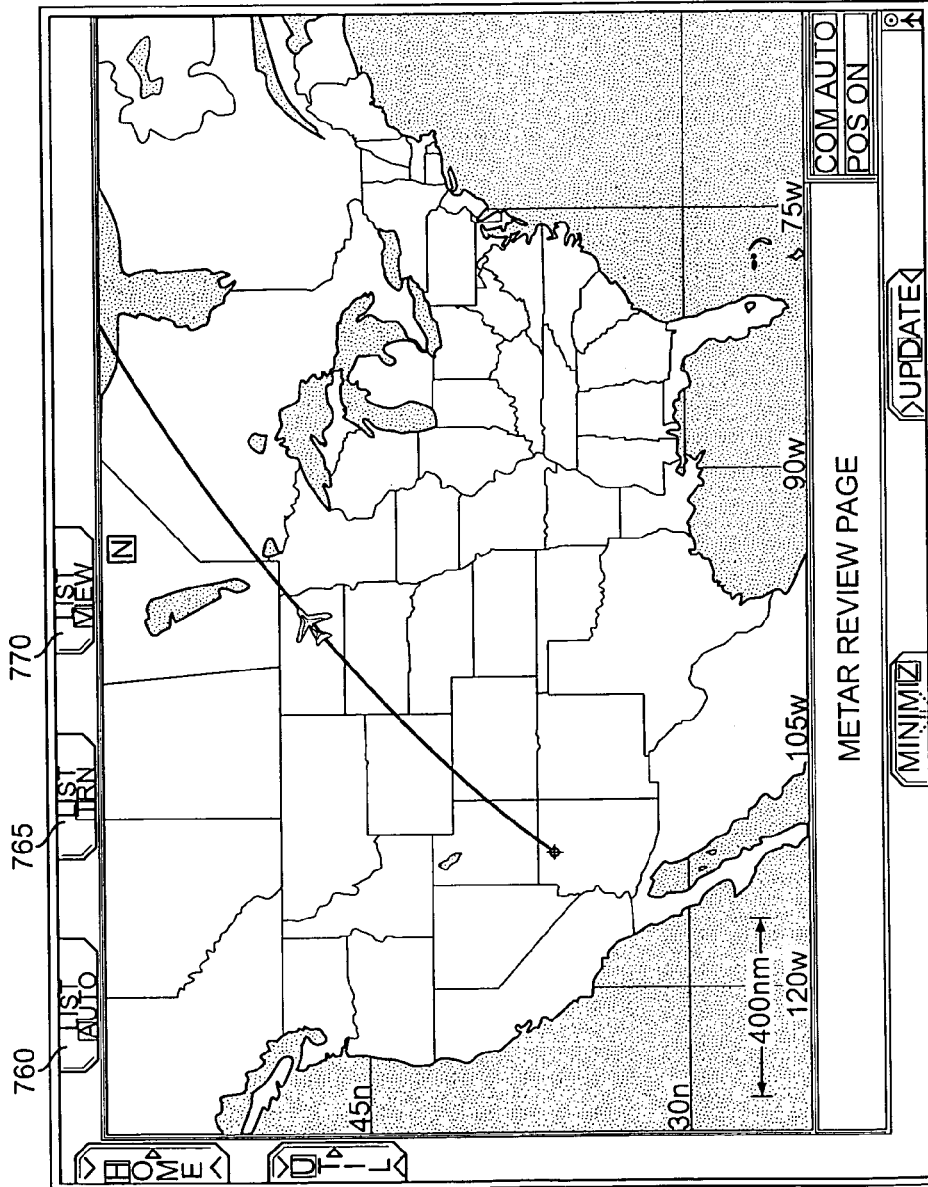 760
765
770
LIST
AUTO
LIST
TRN
LIST
VIEW
HOME
UTIL
N
45n
30n
400nm
120w
105w
90w
75w
METAR REVIEW PAGE
COM AUTO
POS ON
MINIMIZ
>UPDATE<